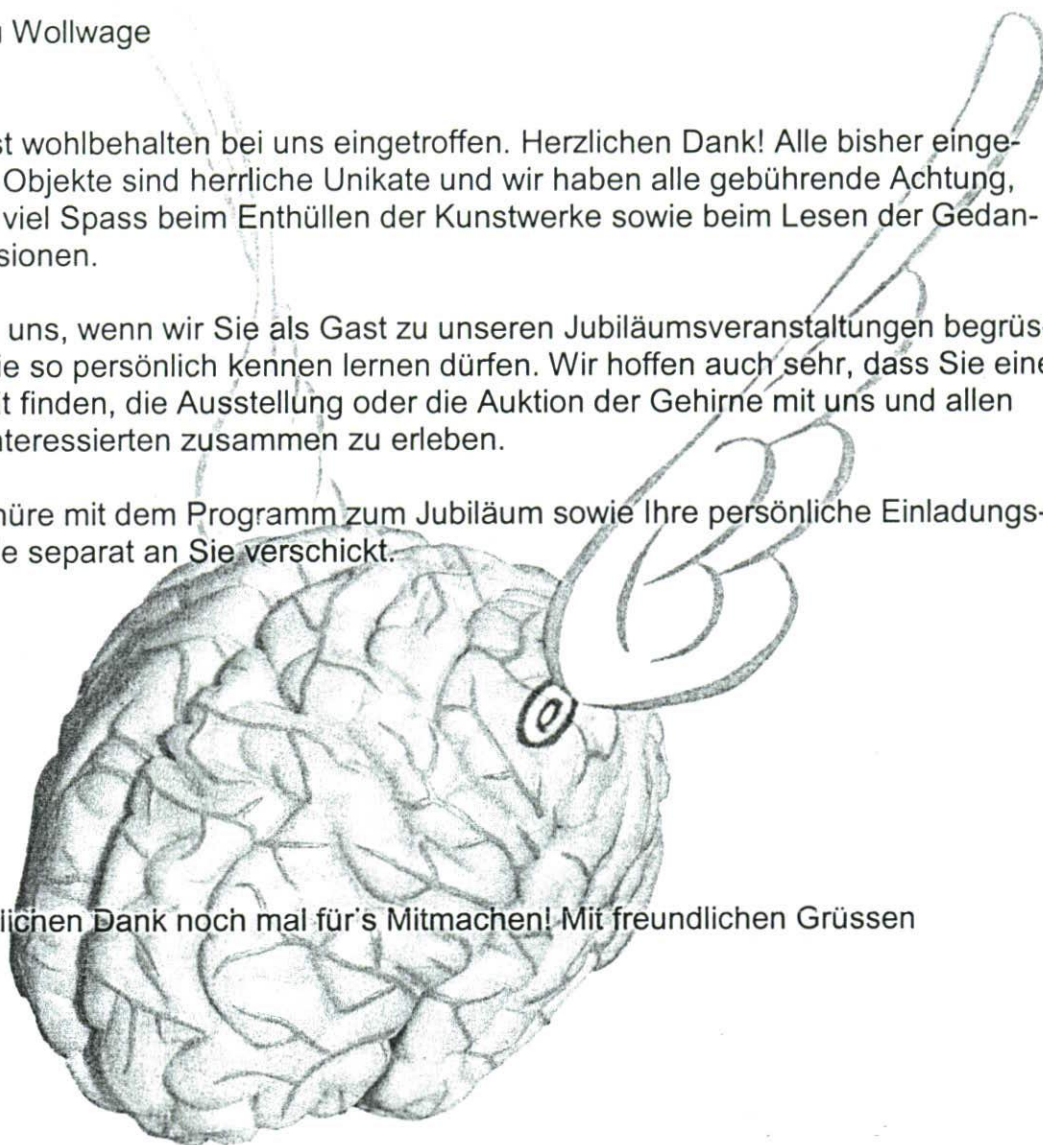 Wollwage
st wohlbehalten bei uns eingetroffen. Herzlichen Dank! Alle bisher einge-
Objekte sind herrliche Unikate und wir haben alle gebührende Achtung,
viel Spass beim Enthüllen der Kunstwerke sowie beim Lesen der Gedan-
sionen.
uns, wenn wir Sie als Gast zu unseren Jubiläumsveranstaltungen begrüs-
ie so persönlich kennen lernen dürfen. Wir hoffen auch sehr, dass Sie eine
t finden, die Ausstellung oder die Auktion der Gehirne mit uns und allen
nteressierten zusammen zu erleben.
hüre mit dem Programm zum Jubiläum sowie Ihre persönliche Einladungs-
e separat an Sie verschickt.
lichen Dank noch mal für's Mitmachen! Mit freundlichen Grüssen